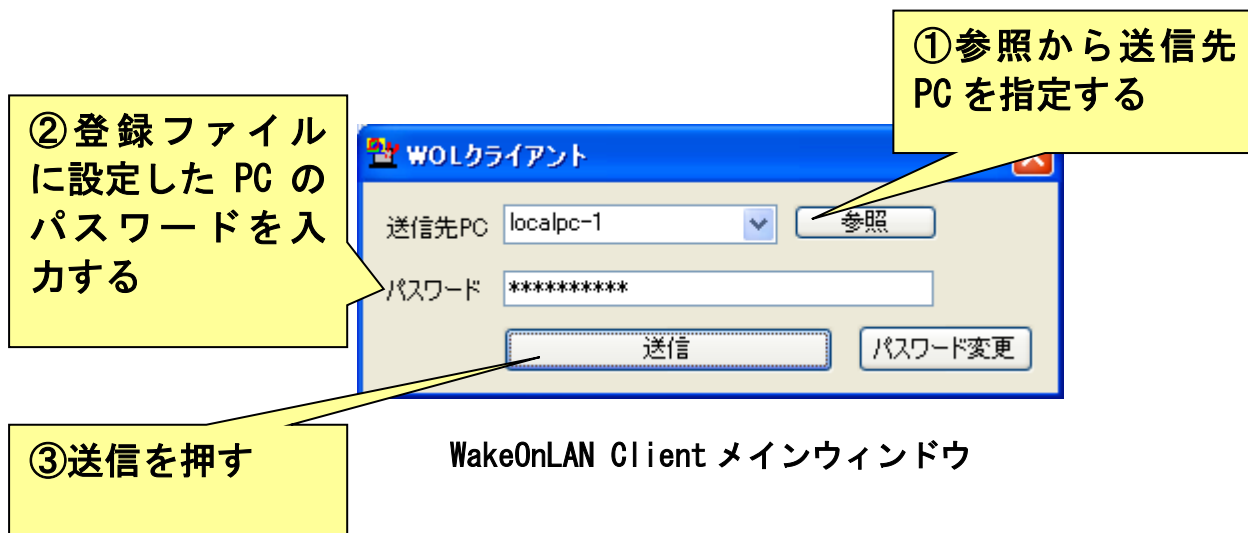 ①参照から送信先
PCを指定する
②登録ファイル
に設定した PC の
パスワードを入
力する
WOLクライアント
送信先PC localpc-1 参照
パスワード **********
送信 パスワード変更
③送信を押す
WakeOnLAN Client メインウィンドウ